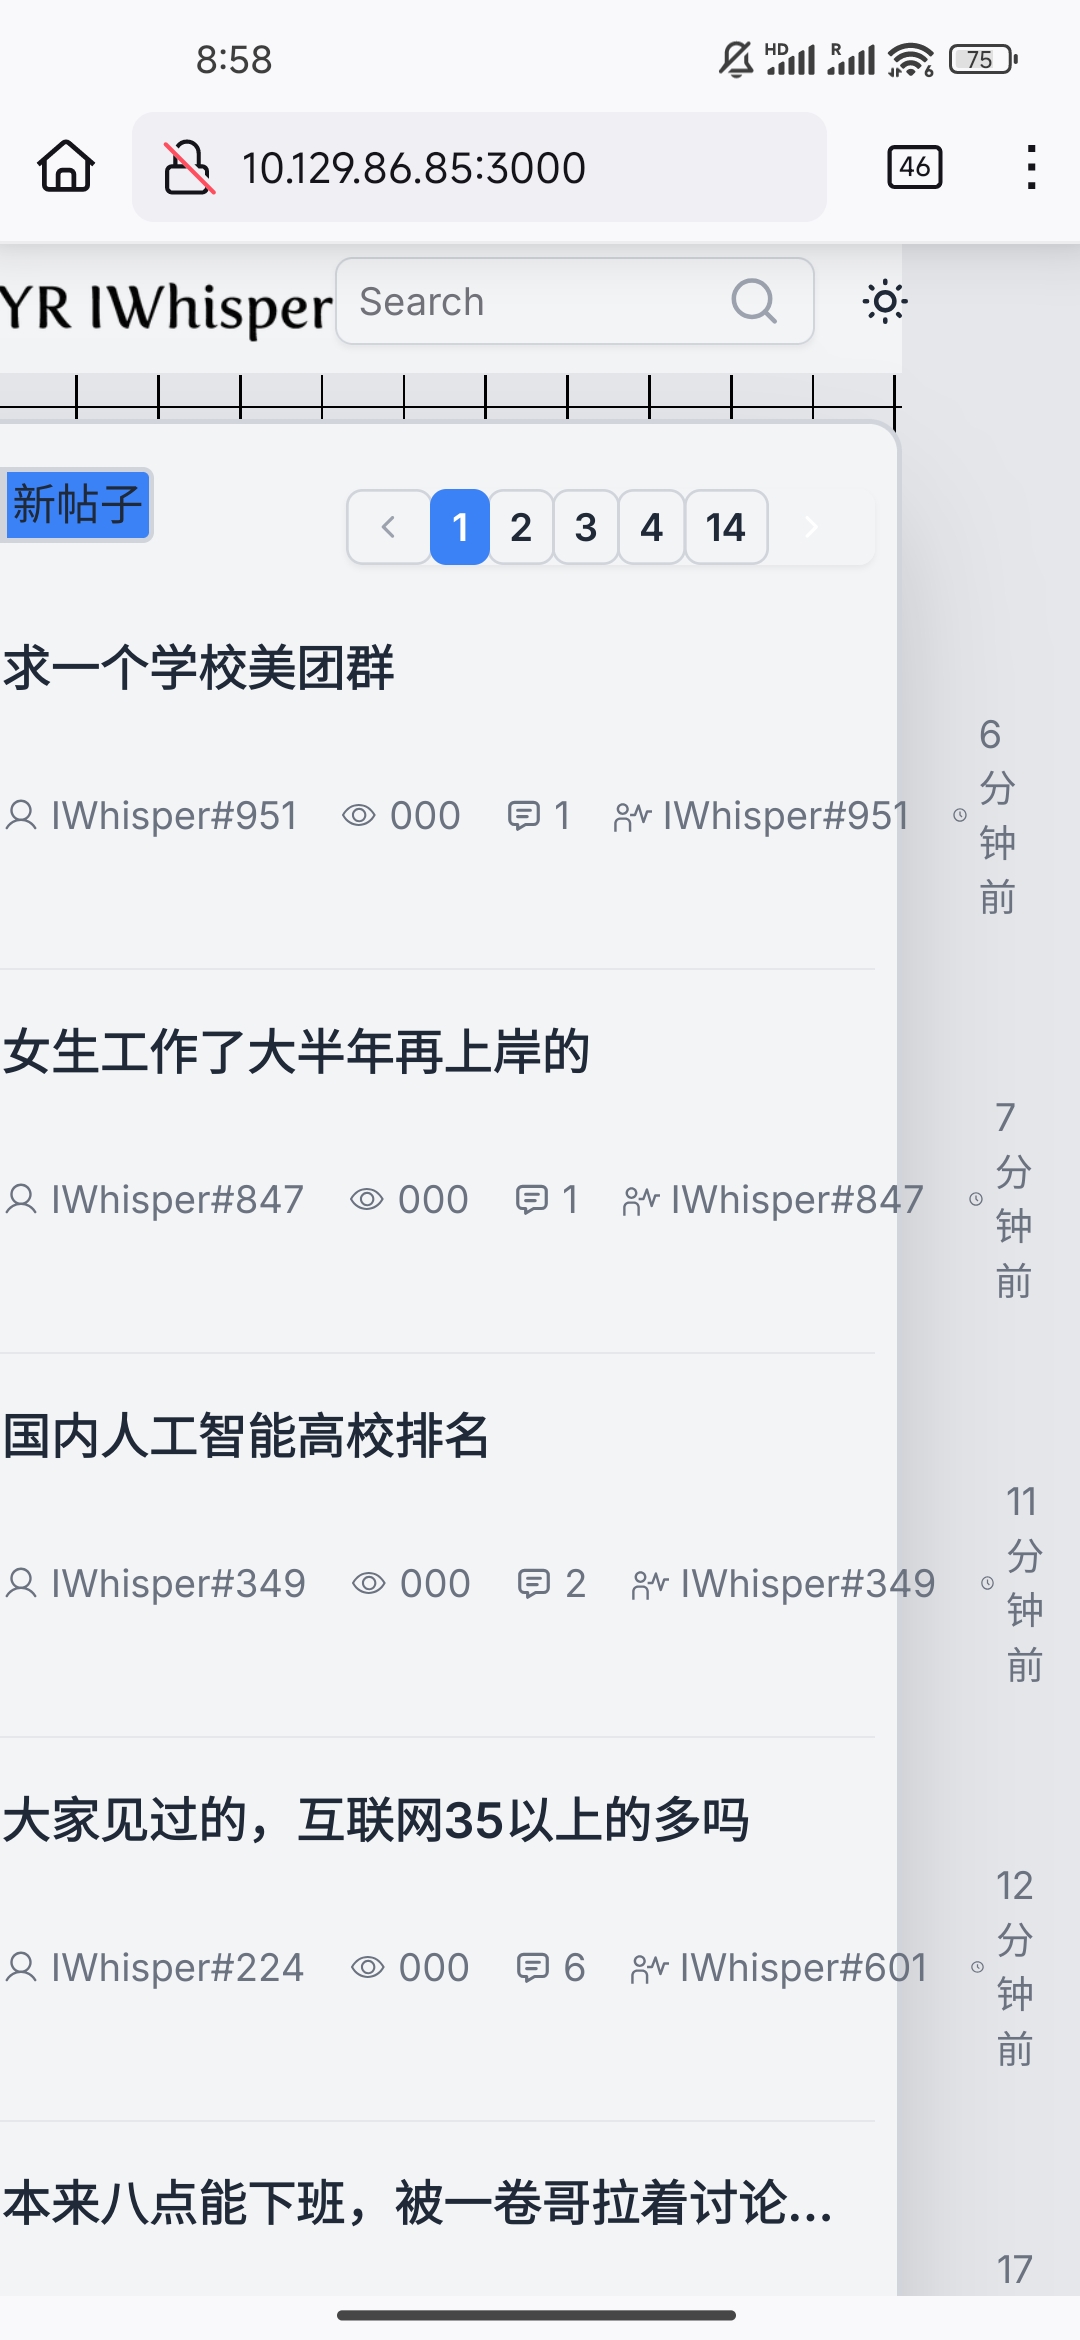 8:58
HD R 6 75
10.129.86.85:3000
46
YR IWhisper
Search
新帖子
1 2 3 4 14
求一个学校美团群
IWhisper#951 000 1 IWhisper#951
6
分
钟
前
女生工作了大半年再上岸的
IWhisper#847 000 1 IWhisper#847
7
分
钟
前
国内人工智能高校排名
IWhisper#349 000 2 IWhisper#349
11
分
钟
前
大家见过的，互联网35以上的多吗
IWhisper#224 000 6 IWhisper#601
12
分
钟
前
本来八点能下班，被一卷哥拉着讨论...
17